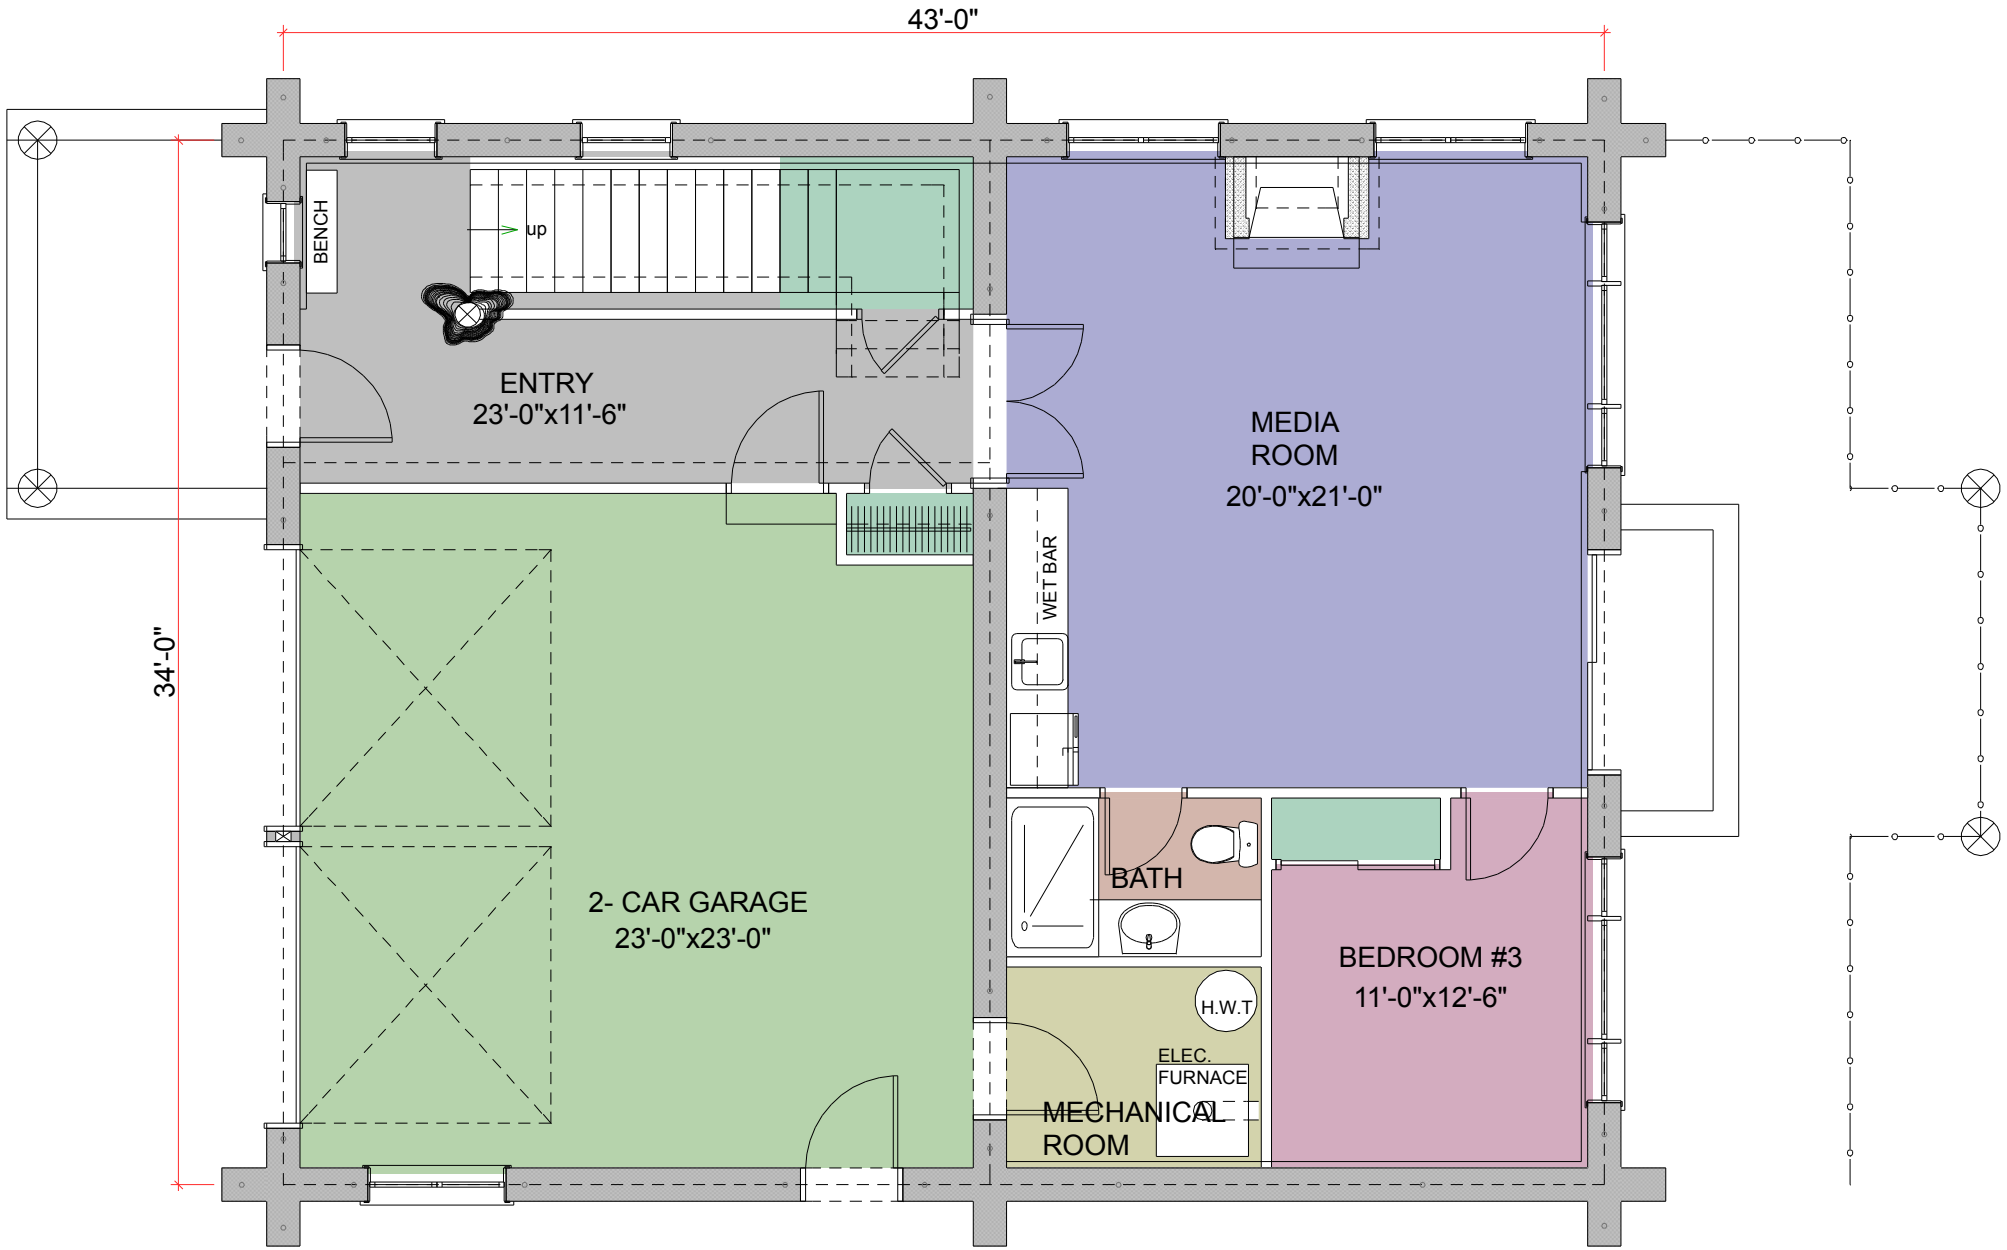 43'-0"
BENCH
up
ENTRY
23'-0"x11'-6"
MEDIA
ROOM
20'-0"x21'-0"
WET BAR
34'-0"
2- CAR GARAGE
23'-0"x23'-0"
BATH
BEDROOM #3
11'-0"x12'-6"
H.W.T
ELEC.
FURNACE
MECHANICAL
ROOM